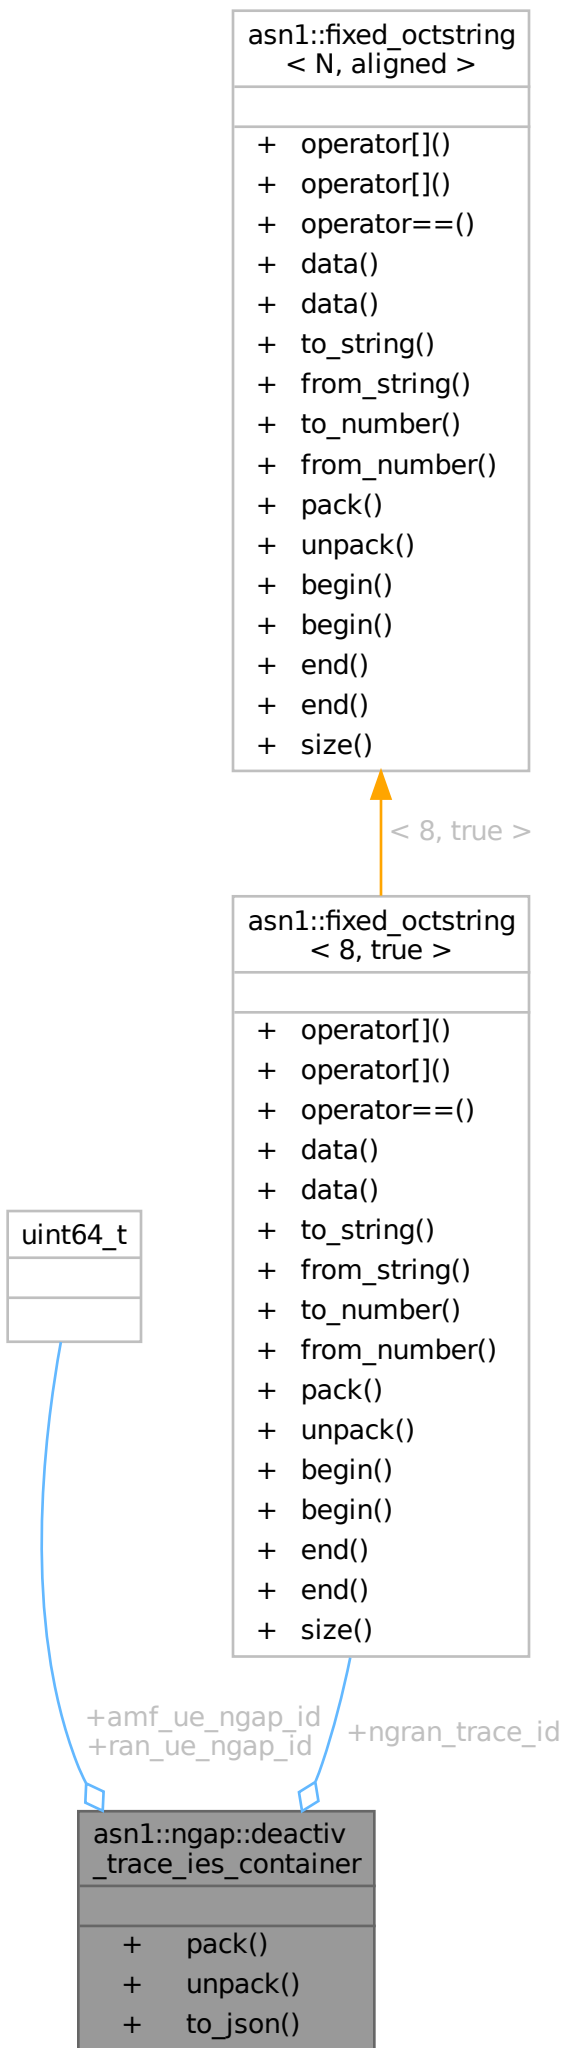 asn1::fixed_octstring
< N, aligned >
+ operator[]()
+ operator[]()
+ operator==()
+ data()
+ data()
+ to_string()
+ from_string()
+ to_number()
+ from_number()
+ pack()
+ unpack()
+ begin()
+ begin()
+ end()
+ end()
+ size()
< 8, true >
asn1::fixed_octstring
< 8, true >
+ operator[]()
+ operator[]()
+ operator==()
+ data()
+ data()
+ to_string()
+ from_string()
+ to_number()
+ from_number()
+ pack()
+ unpack()
+ begin()
+ begin()
+ end()
+ end()
+ size()
uint64_t
+amf_ue_ngap_id
+ran_ue_ngap_id
+ngran_trace_id
asn1::ngap::deactiv
_trace_ies_container
+ pack()
+ unpack()
+ to_json()